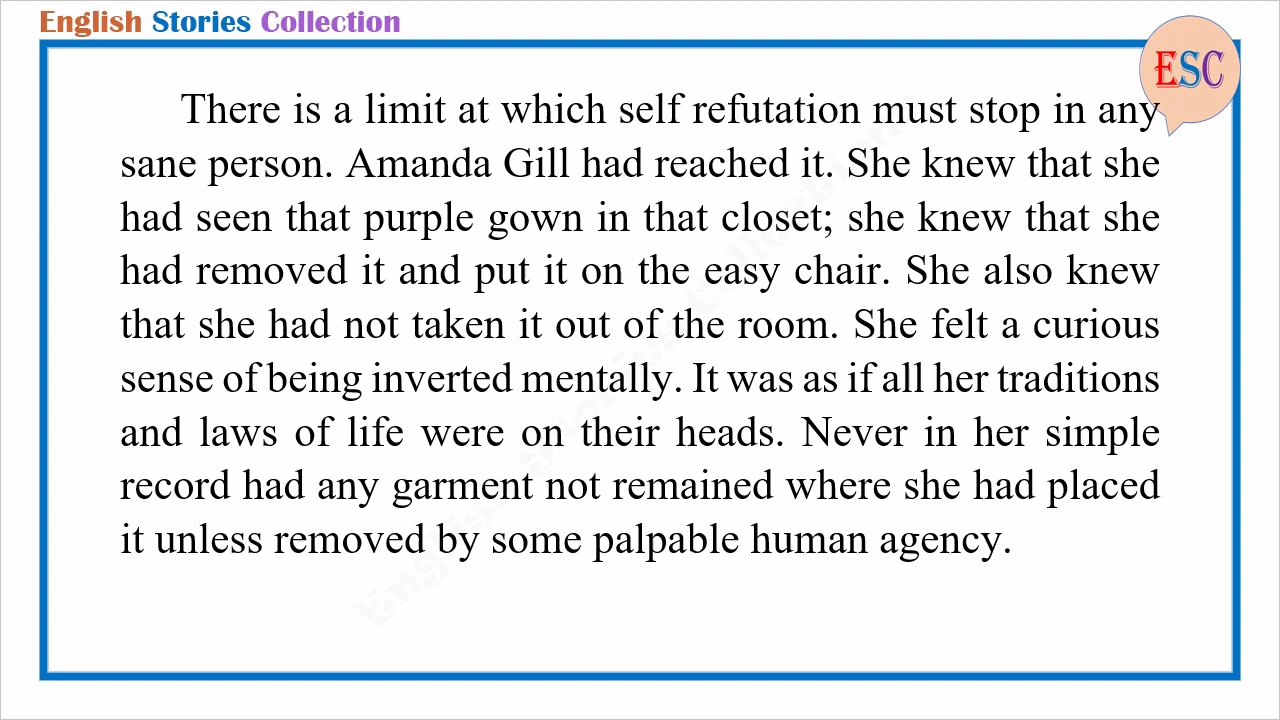 English Stories Collection
ESC
There is a limit at which self refutation must stop in any
sane person. Amanda Gill had reached it. She knew that she
had seen that purple gown in that closet; she knew that she
had removed it and put it on the easy chair. She also knew
that she had not taken it out of the room. She felt a curious
sense of being inverted mentally. It was as if all her traditions
and laws of life were on their heads. Never in her simple
record had any garment not remained where she had placed
it unless removed by some palpable human agency.
English Stories Collection